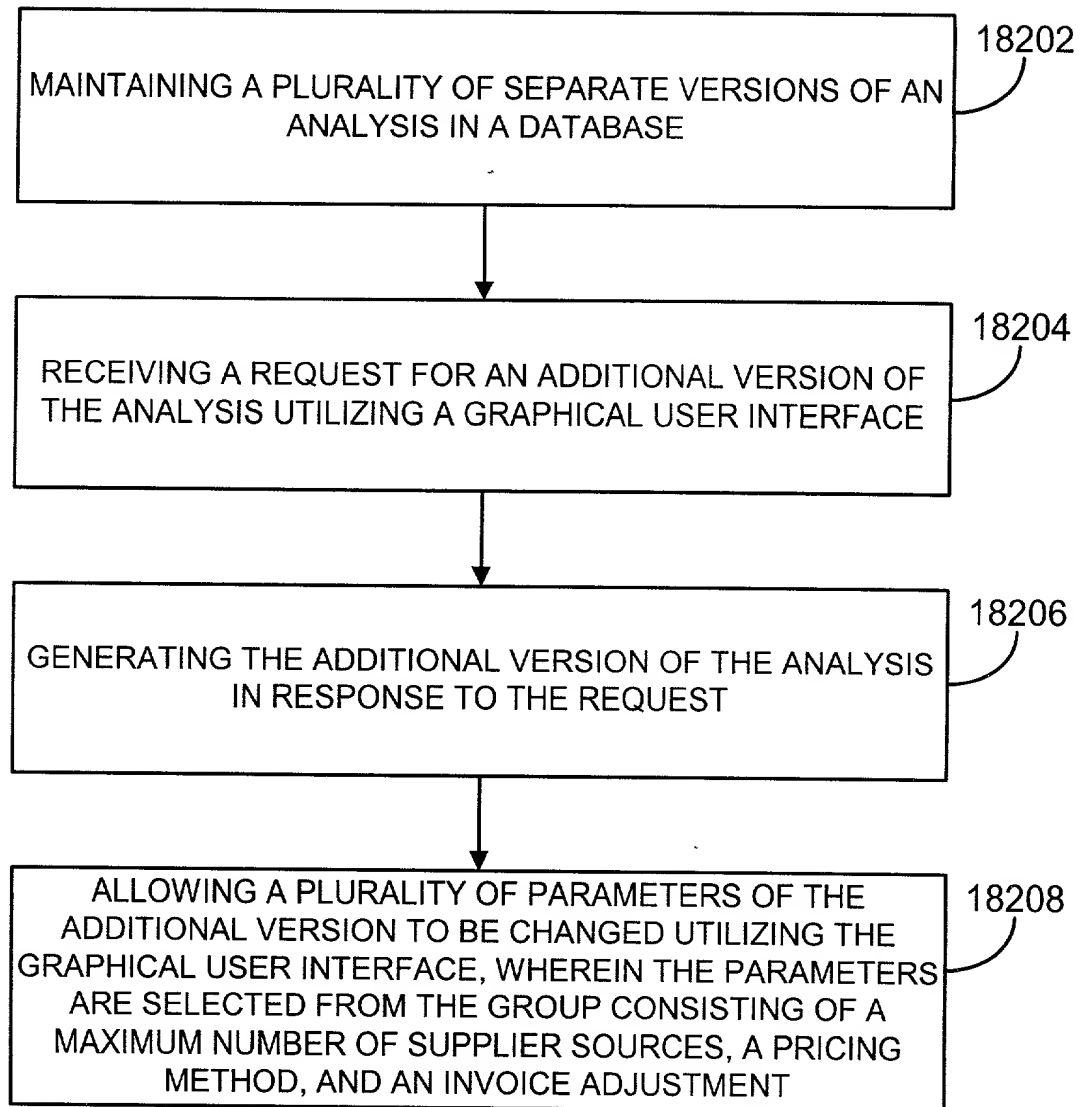 18202
MAINTAINING A PLURALITY OF SEPARATE VERSIONS OF AN
ANALYSIS IN A DATABASE
18204
RECEIVING A REQUEST FOR AN ADDITIONAL VERSION OF
THE ANALYSIS UTILIZING A GRAPHICAL USER INTERFACE
18206
GENERATING THE ADDITIONAL VERSION OF THE ANALYSIS
IN RESPONSE TO THE REQUEST
18208
ALLOWING A PLURALITY OF PARAMETERS OF THE
ADDITIONAL VERSION TO BE CHANGED UTILIZING THE
GRAPHICAL USER INTERFACE, WHEREIN THE PARAMETERS
ARE SELECTED FROM THE GROUP CONSISTING OF A
MAXIMUM NUMBER OF SUPPLIER SOURCES, A PRICING
METHOD, AND AN INVOICE ADJUSTMENT